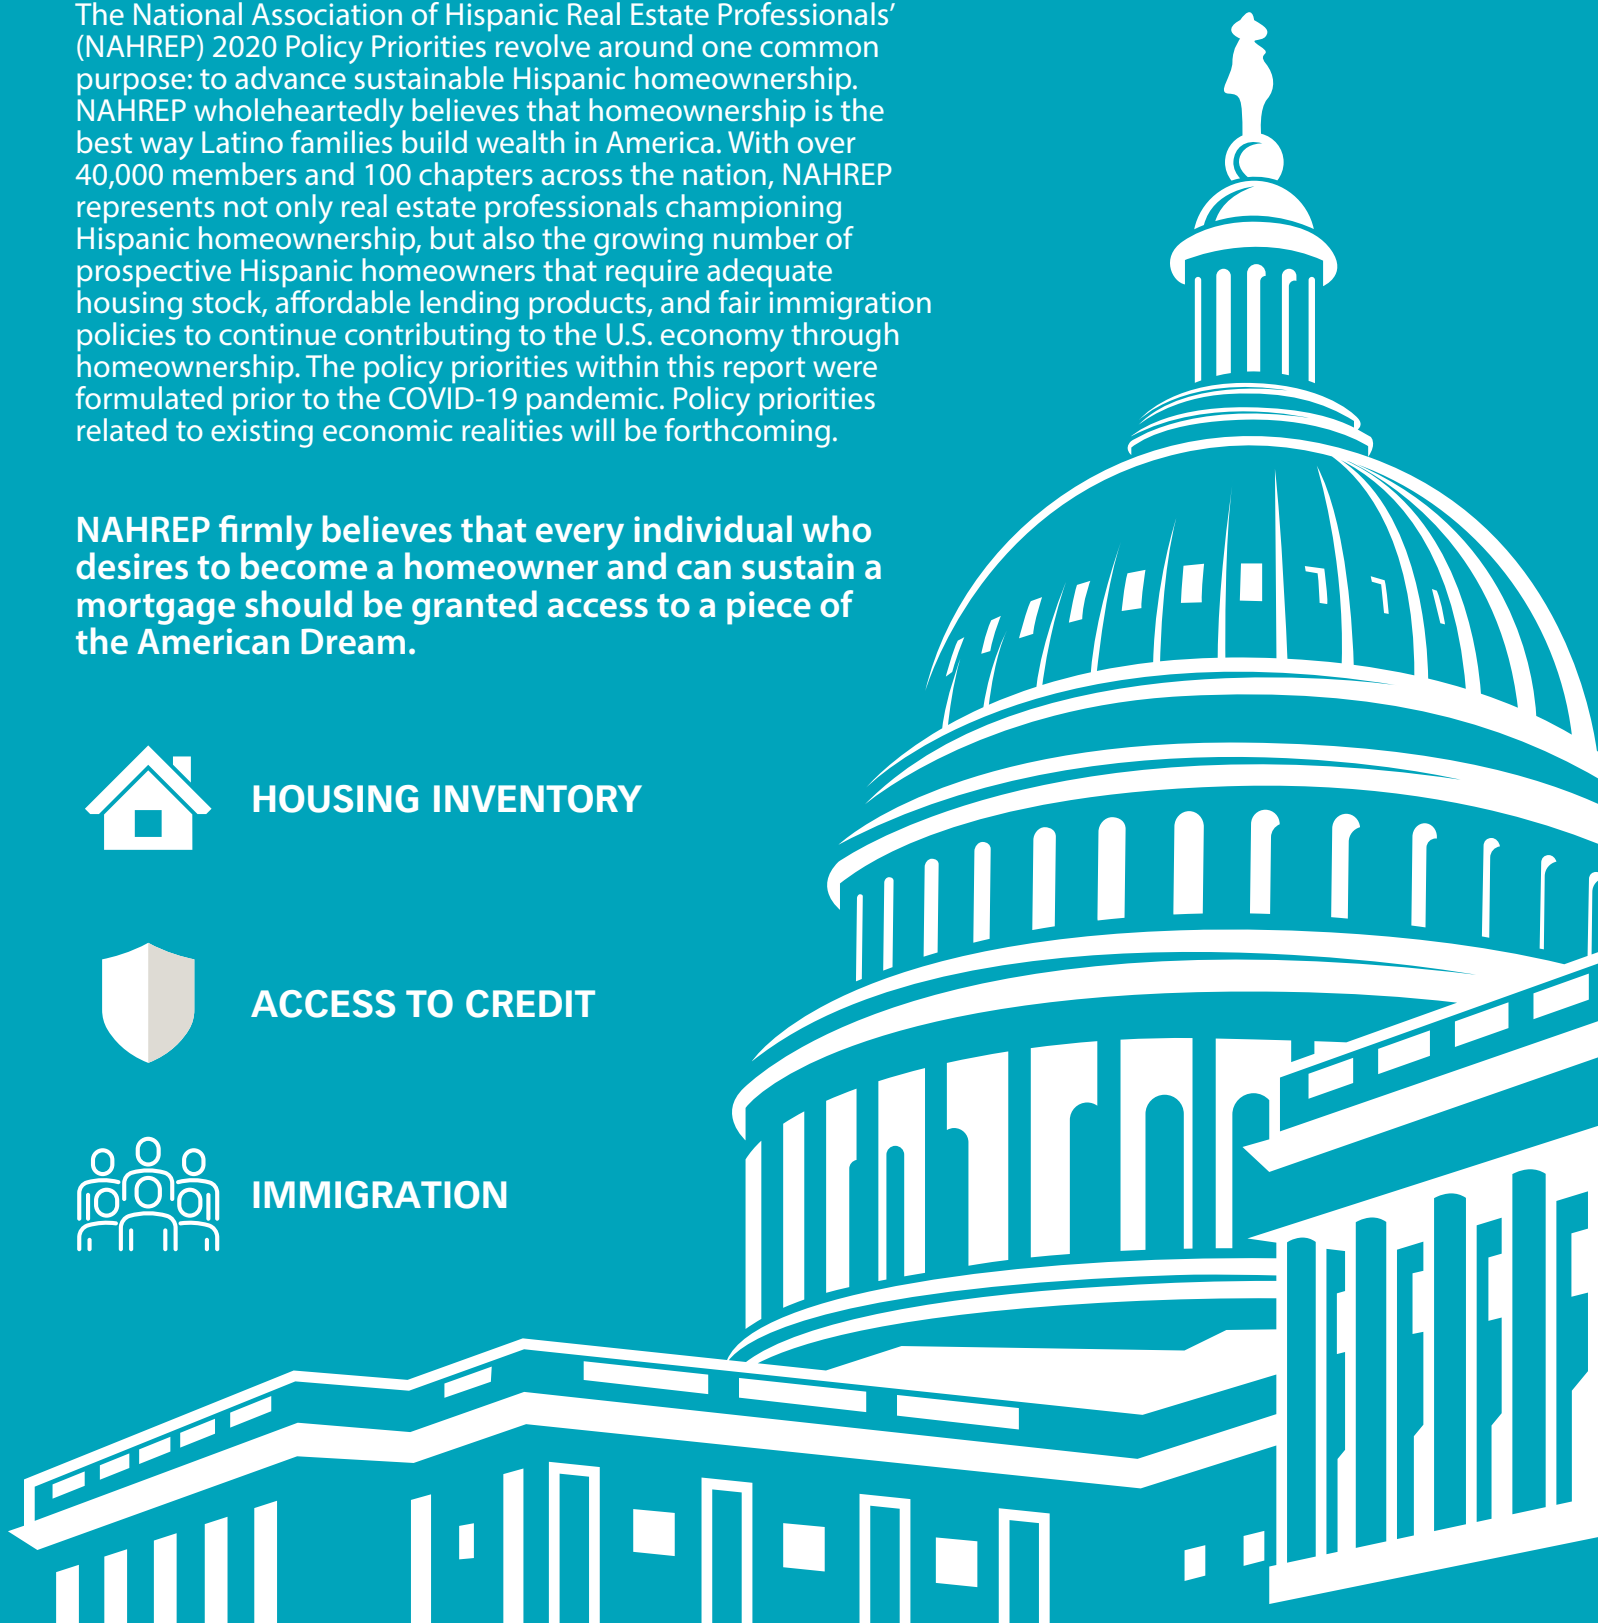 The National Association of Hispanic Real Estate Professionals’
(NAHREP) 2020 Policy Priorities revolve around one common
purpose: to advance sustainable Hispanic homeownership.
NAHREP wholeheartedly believes that homeownership is the
best way Latino families build wealth in America. With over
40,000 members and 100 chapters across the nation, NAHREP
represents not only real estate professionals championing
Hispanic homeownership, but also the growing number of
prospective Hispanic homeowners that require adequate
housing stock, affordable lending products, and fair immigration
policies to continue contributing to the U.S. economy through
homeownership. The policy priorities within this report were
formulated prior to the COVID-19 pandemic. Policy priorities
related to existing economic realities will be forthcoming.
NAHREP firmly believes that every individual who
desires to become a homeowner and can sustain a
mortgage should be granted access to a piece of
the American Dream.
HOUSING INVENTORY
ACCESS TO CREDIT
IMMIGRATION